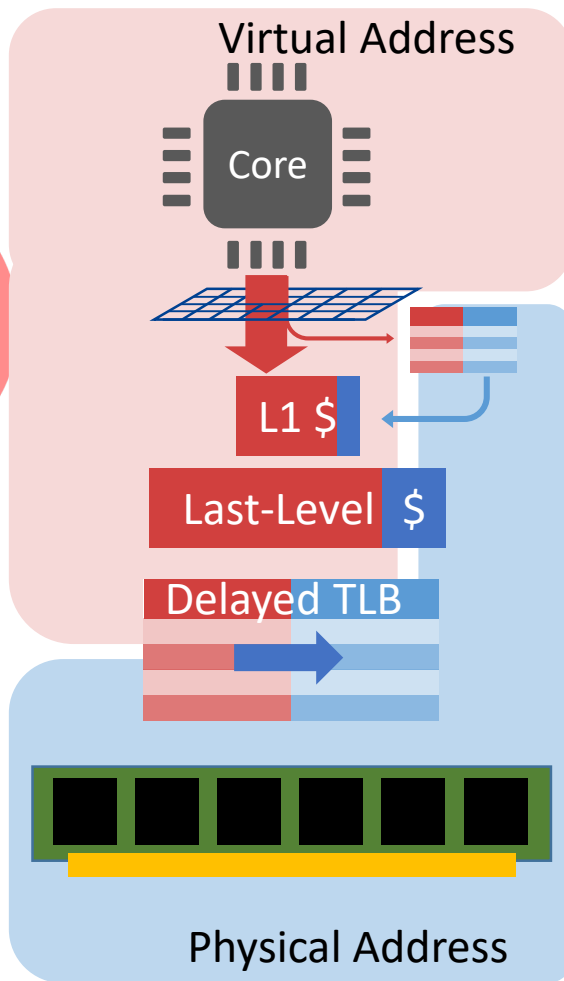 Virtual Address
Core
L1 $
Last-Level $
Delayed TLB
Physical Address